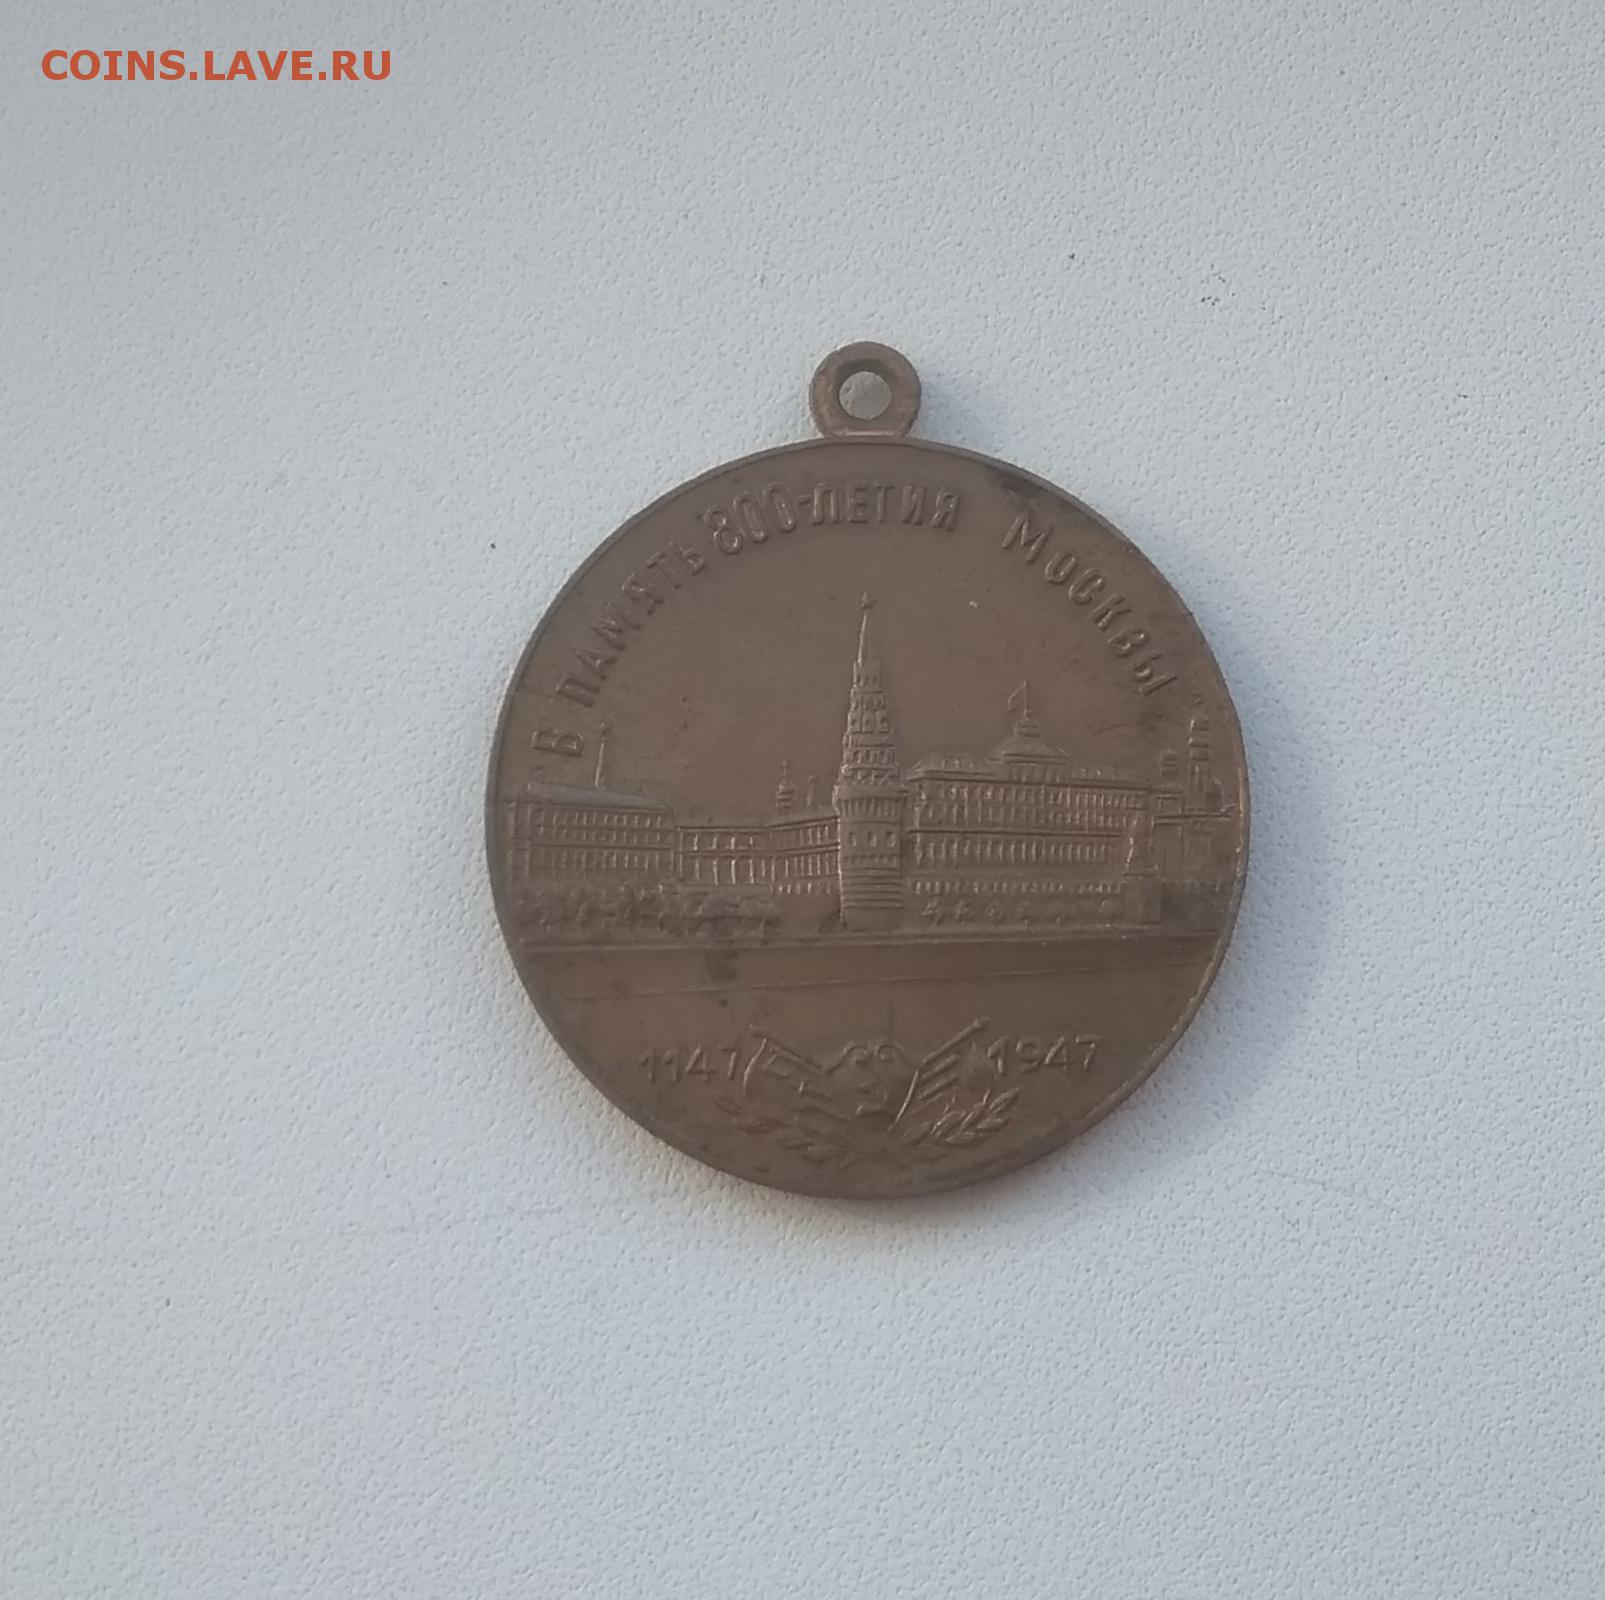 COINS.LAVE.RU
В ПАМЯТЬ 800-ЛЕТИЯ МОСКВЫ
1147 1947